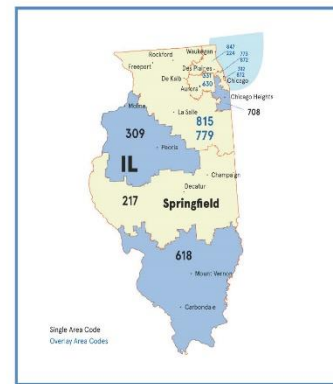 Waukegan
847
224
Rockford
Freeport
773
872
Des Plaines
312
872
De Kalb
331
630
Chicago
Aurora
Chicago Heights
Moline
708
La Salle
815
779
309
Peoria
IL
Champaign
Decatur
217
Springfield
618
Mount Vernon
Carbondale
Single Area Code
Overlay Area Codes